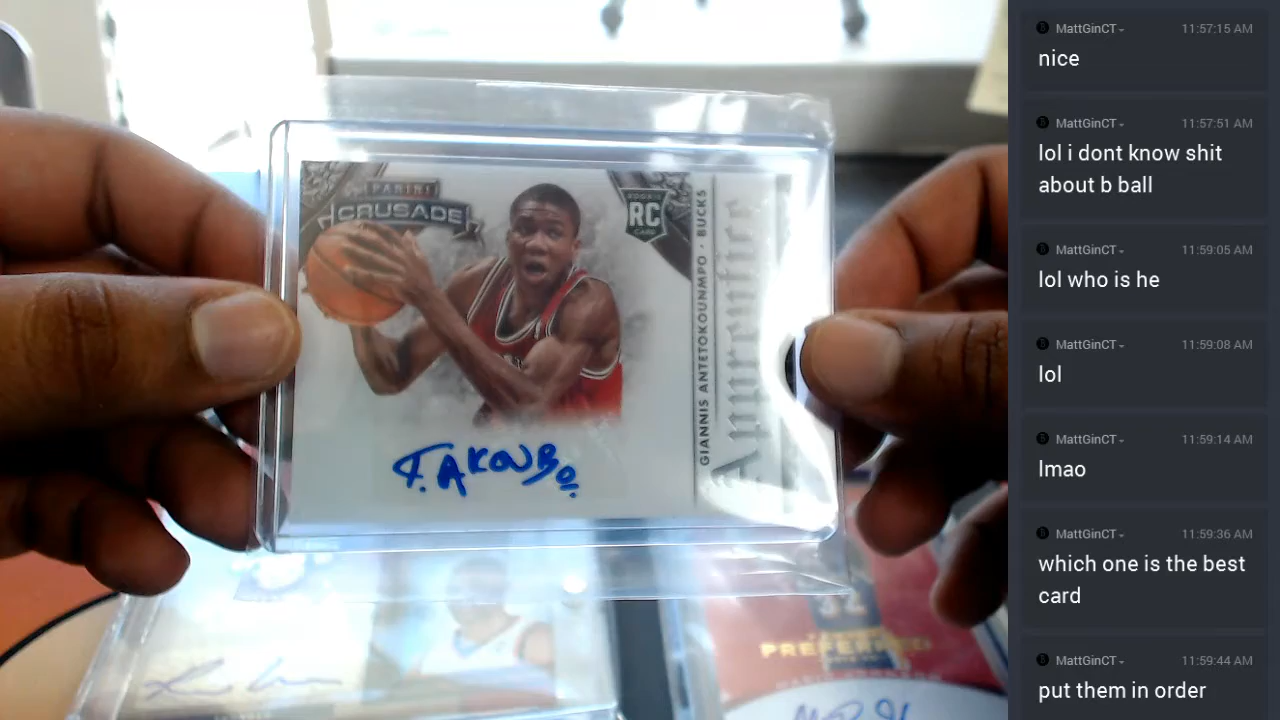 PANINI
CRUSADE
ROOKIE
RC
CARD
GIANNIS ANTETOKOUNMPO - BUCKS
Apprentice
PREFERRED
MattGinCT 11:57:15 AM
nice
MattGinCT 11:57:51 AM
lol i dont know shit
about b ball
MattGinCT 11:59:05 AM
lol who is he
MattGinCT 11:59:08 AM
lol
MattGinCT 11:59:14 AM
lmao
MattGinCT 11:59:36 AM
which one is the best
card
MattGinCT 11:59:44 AM
put them in order